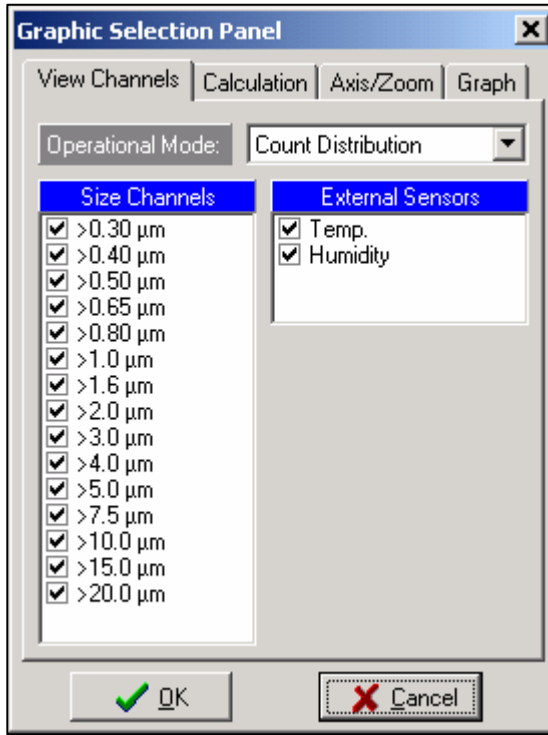 Graphic Selection Panel
View Channels Calculation Axis/Zoom Graph
Operational Mode: Count Distribution
Size Channels
>0.30 µm
>0.40 µm
>0.50 µm
>0.65 µm
>0.80 µm
>1.0 µm
>1.6 µm
>2.0 µm
>3.0 µm
>4.0 µm
>5.0 µm
>7.5 µm
>10.0 µm
>15.0 µm
>20.0 µm
External Sensors
Temp.
Humidity
OK Cancel